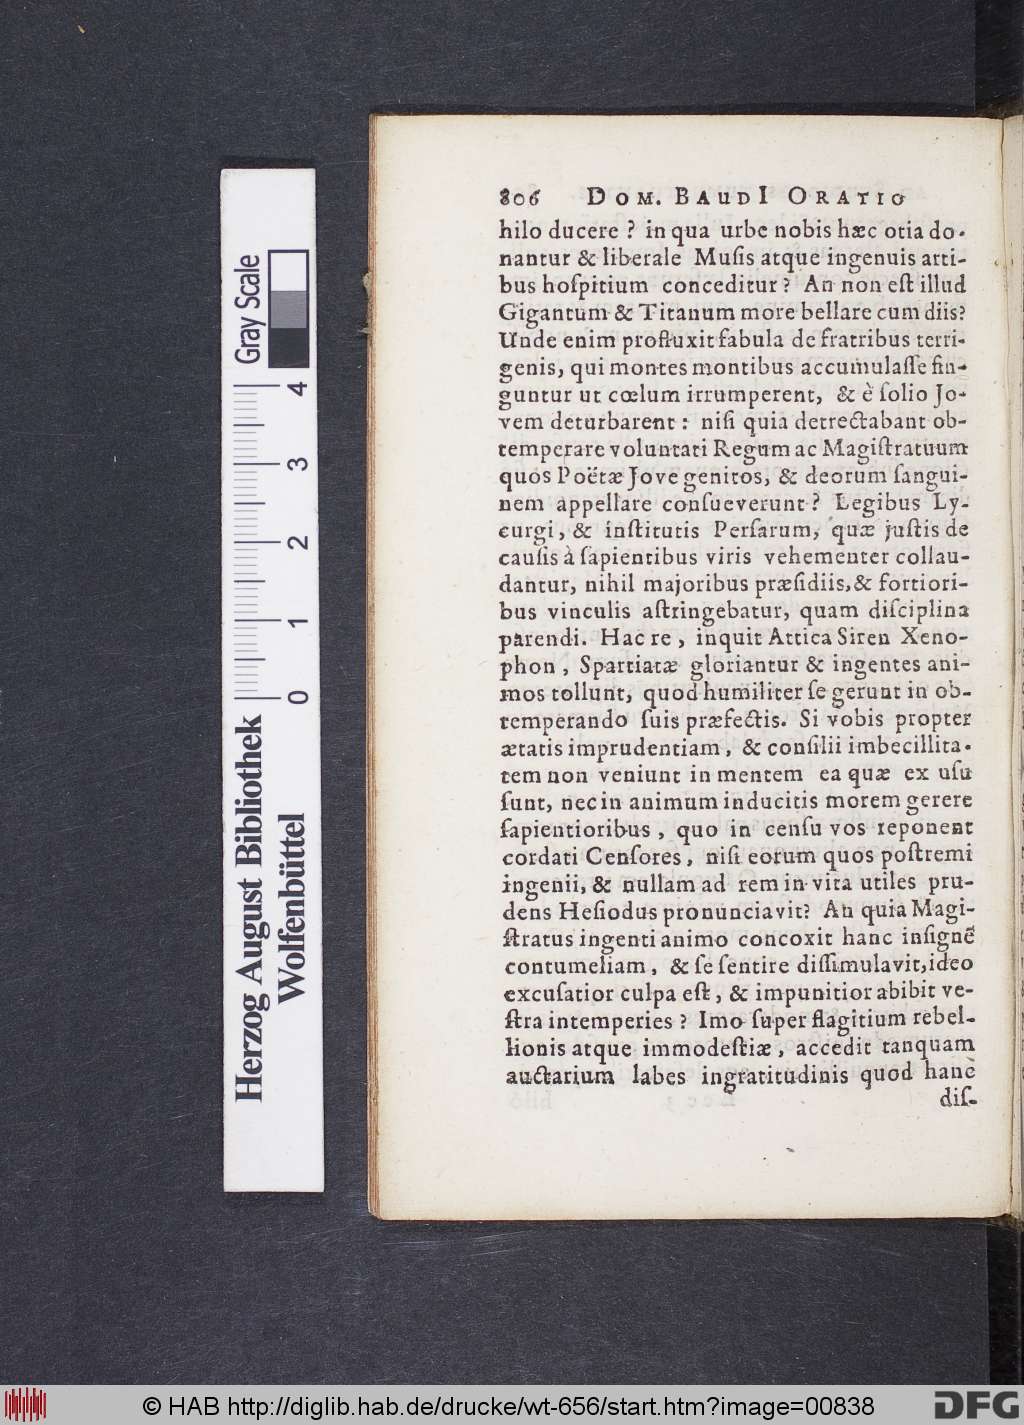 806 DOM. BAUDI ORATIO
hilo ducere ? in qua urbe nobis hæc otia do-
nantur & liberale Muſis atque ingenuis arti-
bus hoſpitium conceditur ? An non eſt illud
Gigantum & Titanum more bellare cum diis?
Unde enim profluxit fabula de fratribus terri-
genis, qui montes montibus accumulaſſe fin-
guntur ut cœlum irrumperent, & è ſolio Jo-
vem deturbarent : niſi quia detrectabant ob-
temperare voluntati Regum ac Magiſtratuum
quos Poëtæ Jove genitos, & deorum ſangui-
nem appellare conſueverunt ? Legibus Ly-
curgi, & inſtitutis Perſarum, quæ juſtis de
cauſis à ſapientibus viris vehementer collau-
dantur, nihil majoribus præſidiis, & fortiori-
bus vinculis aſtringebatur, quam diſciplina
parendi. Hac re, inquit Attica Siren Xeno-
phon, Spartiatæ gloriantur & ingentes ani-
mos tollunt, quod humiliter ſe gerunt in ob-
temperando ſuis præfectis. Si vobis propter
ætatis imprudentiam, & conſilii imbecillita-
tem non veniunt in mentem ea quæ ex uſu
ſunt, nec in animum inducitis morem gerere
ſapientioribus, quo in cenſu vos reponent
cordati Cenſores, niſi eorum quos poſtremi
ingenii, & nullam ad rem in vita utiles pru-
dens Heſiodus pronunciavit? An quia Magi-
ſtratus ingenti animo concoxit hanc inſignẽ
contumeliam, & ſe ſentire diſſimulavit, ideo
excuſatior culpa eſt, & impunitior abibit ve-
ſtra intemperies ? Imo ſuper flagitium rebel-
lionis atque immodeſtiæ, accedit tanquam
auctarium labes ingratitudinis quod hanc
diſ-
Gray Scale
4 3 2 1 0
Herzog August Bibliothek
Wolfenbüttel
© HAB http://diglib.hab.de/drucke/wt-656/start.htm?image=00838
DFG